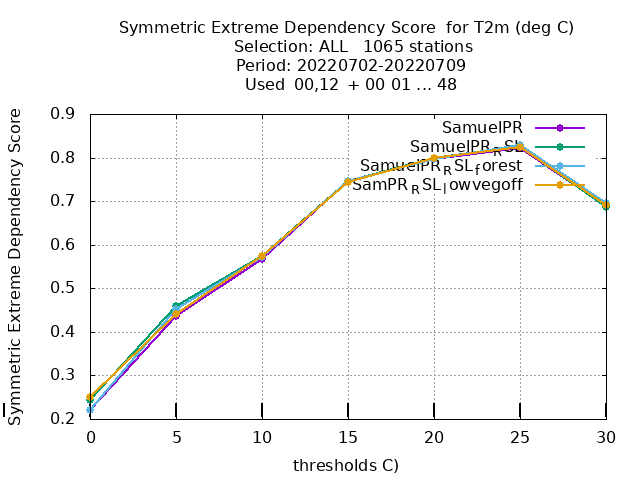 Symmetric Extreme Dependency Score for T2m (deg C)
Selection: ALL 1065 stations
Period: 20220702-20220709
Used 00,12 + 00 01 ... 48
Symmetric Extreme Dependency Score
0.9
0.8
0.7
0.6
0.5
0.4
0.3
0.2
SamuelPR
SamuelPR_RSL
SamuelPR_RSL_forest
SamPR_RSL_lowvegoff
0 5 10 15 20 25 30
thresholds C)